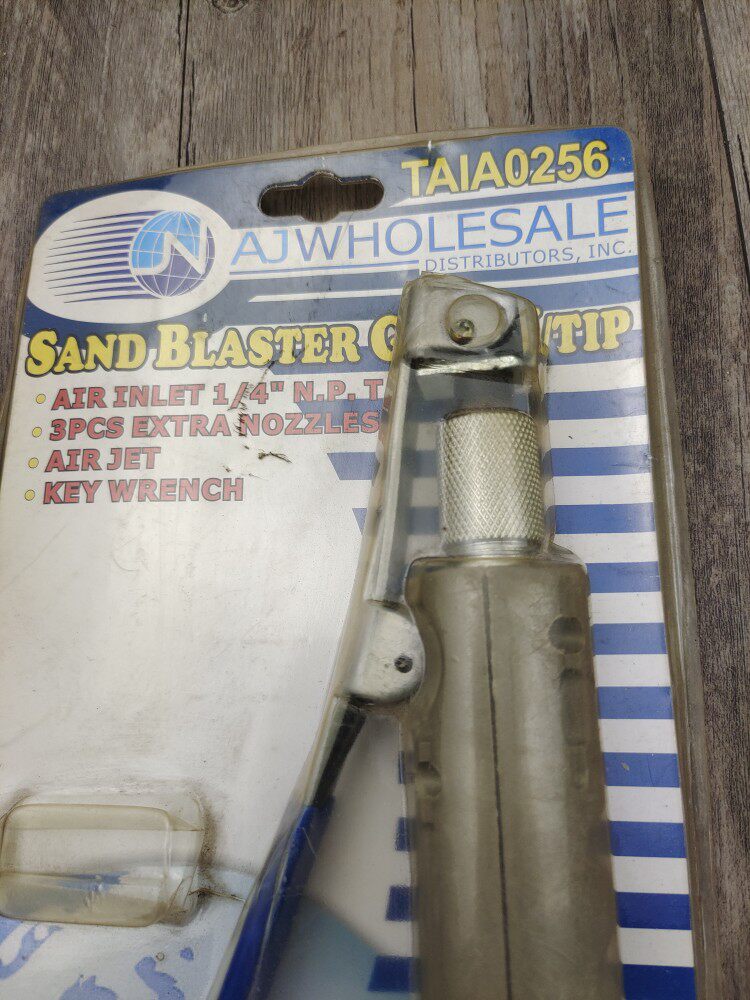 TAIA0256
AJWHOLESALE
DISTRIBUTORS, INC.
SAND BLASTER /TIP
• AIR INLET 1/4" N.P.T
• 3PCS EXTRA NOZZLES
• AIR JET
• KEY WRENCH